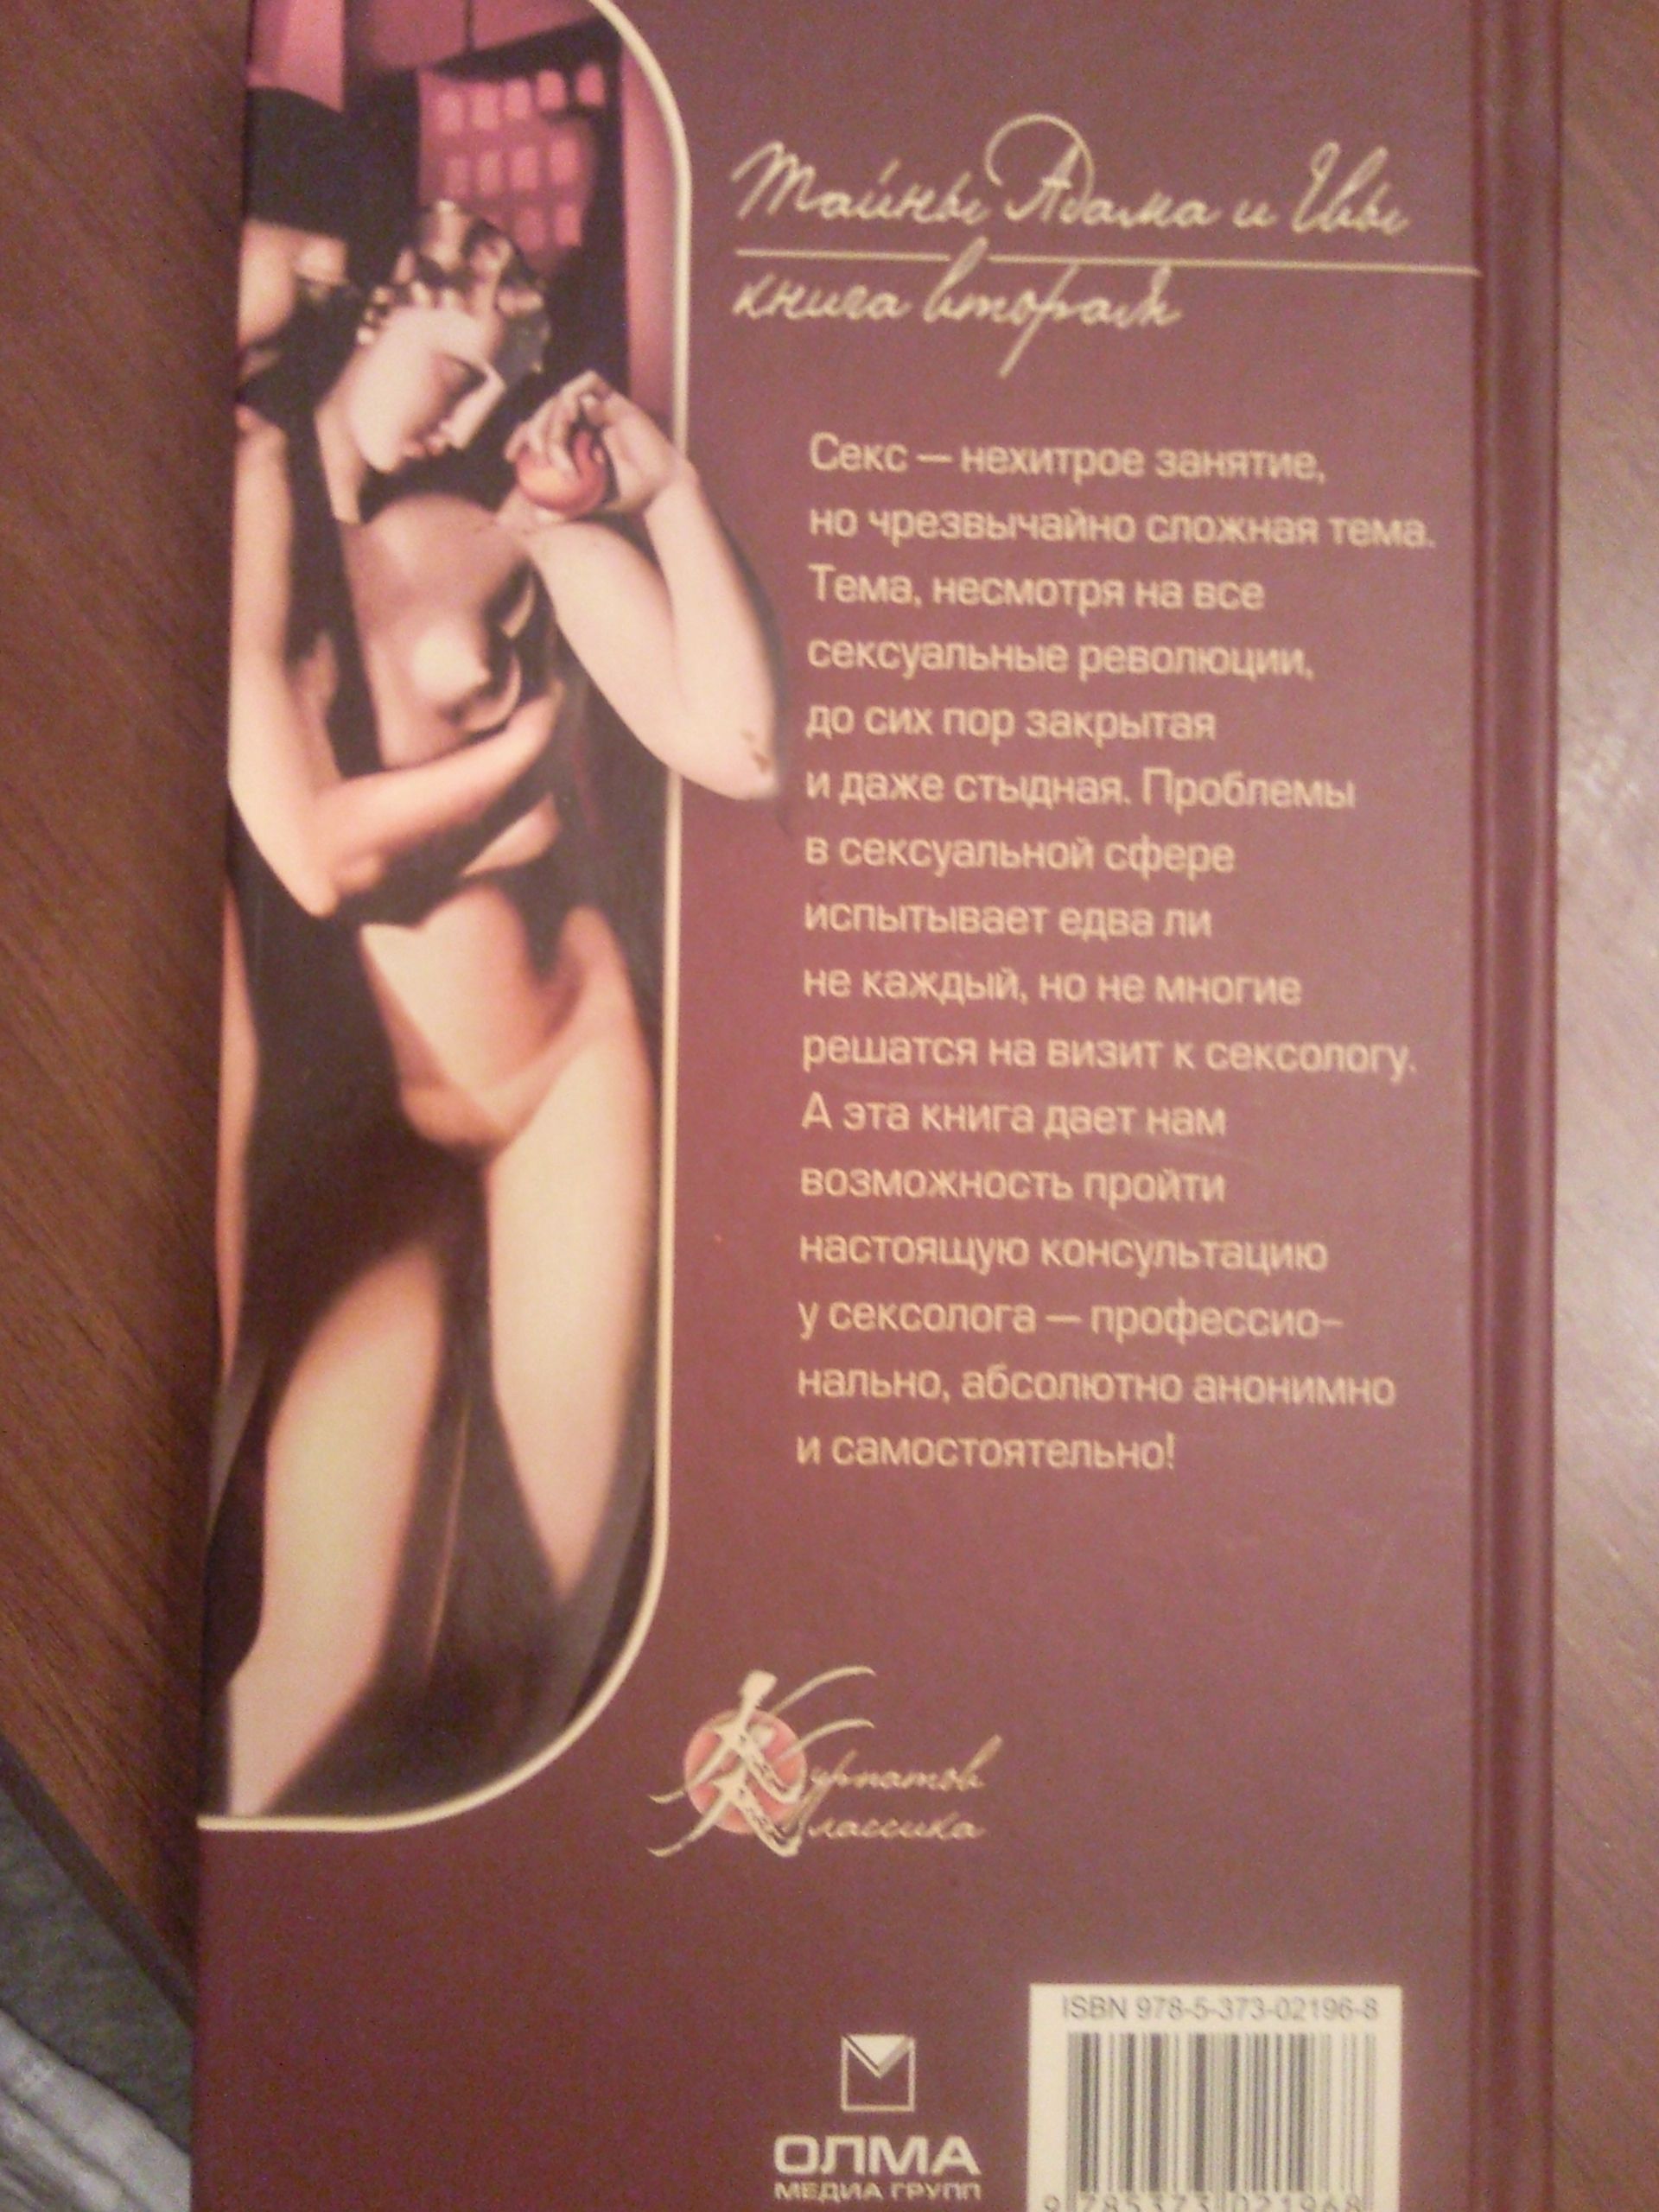 Тайны Адама и Евы
книга вторая
Секс — нехитрое занятие,
но чрезвычайно сложная тема.
Тема, несмотря на все
сексуальные революции,
до сих пор закрытая
и даже стыдная. Проблемы
в сексуальной сфере
испытывает едва ли
не каждый, но не многие
решатся на визит к сексологу.
А эта книга дает нам
возможность пройти
настоящую консультацию
у сексолога — профессио-
нально, абсолютно анонимно
и самостоятельно!
Курпатов
Классика
ISBN 978-5-373-02196-8
ОЛМА
МЕДИА ГРУПП
9 785373 021968